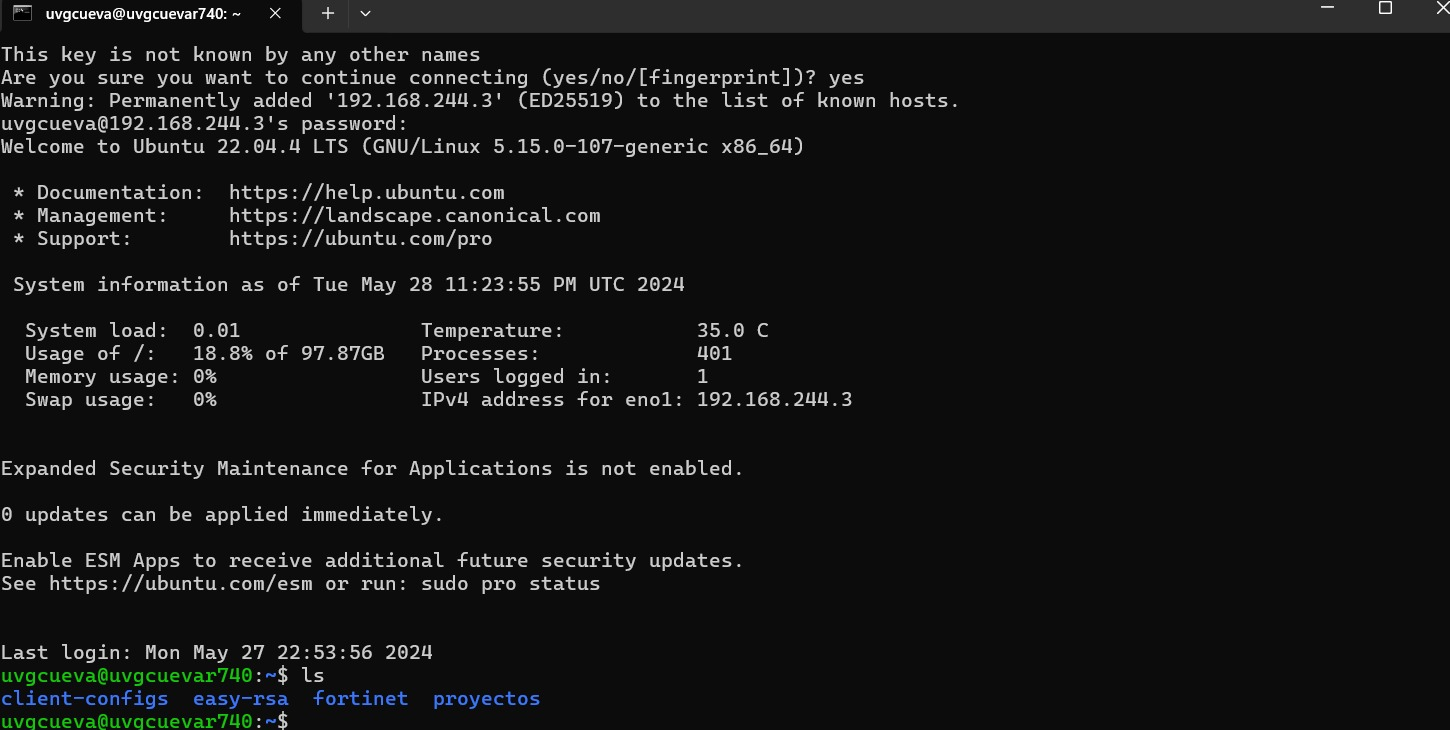 uvgcueva@uvgcuevar740: ~
This key is not known by any other names
Are you sure you want to continue connecting (yes/no/[fingerprint])? yes
Warning: Permanently added '192.168.244.3' (ED25519) to the list of known hosts.
uvgcueva@192.168.244.3's password:
Welcome to Ubuntu 22.04.4 LTS (GNU/Linux 5.15.0-107-generic x86_64)
* Documentation:  https://help.ubuntu.com
* Management:     https://landscape.canonical.com
* Support:        https://ubuntu.com/pro
System information as of Tue May 28 11:23:55 PM UTC 2024
System load:  0.01               Temperature:           35.0 C
Usage of /:   18.8% of 97.87GB   Processes:             401
Memory usage: 0%                 Users logged in:       1
Swap usage:   0%                 IPv4 address for eno1: 192.168.244.3
Expanded Security Maintenance for Applications is not enabled.
0 updates can be applied immediately.
Enable ESM Apps to receive additional future security updates.
See https://ubuntu.com/esm or run: sudo pro status
Last login: Mon May 27 22:53:56 2024
uvgcueva@uvgcuevar740:~$ ls
client-configs  easy-rsa  fortinet  proyectos
uvgcueva@uvgcuevar740:~$